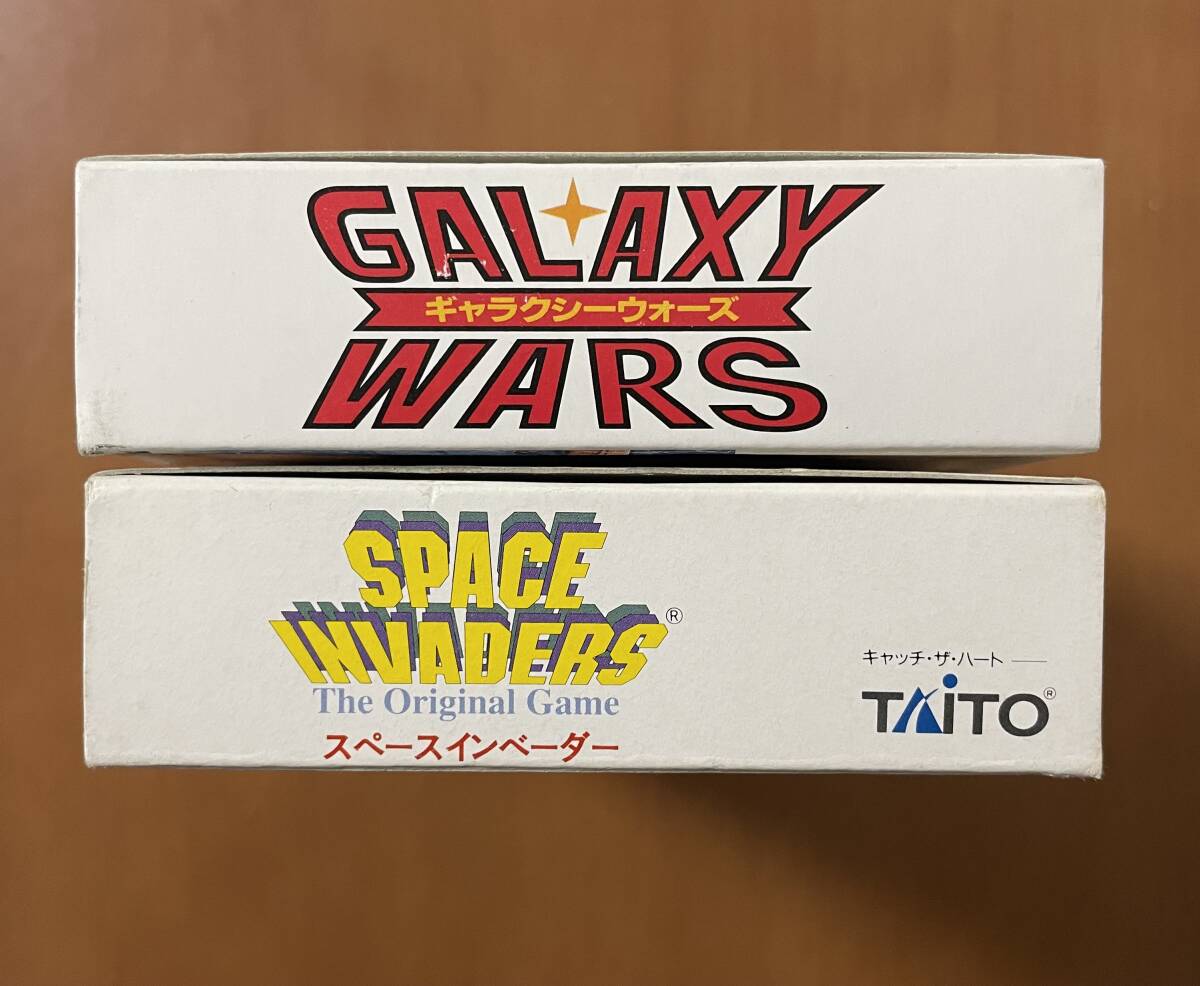 GALAXY
ギャラクシーウォーズ
WARS
SPACE
INVADERS®
The Original Game
スペースインベーダー
キャッチ・ザ・ハート
TAITO®